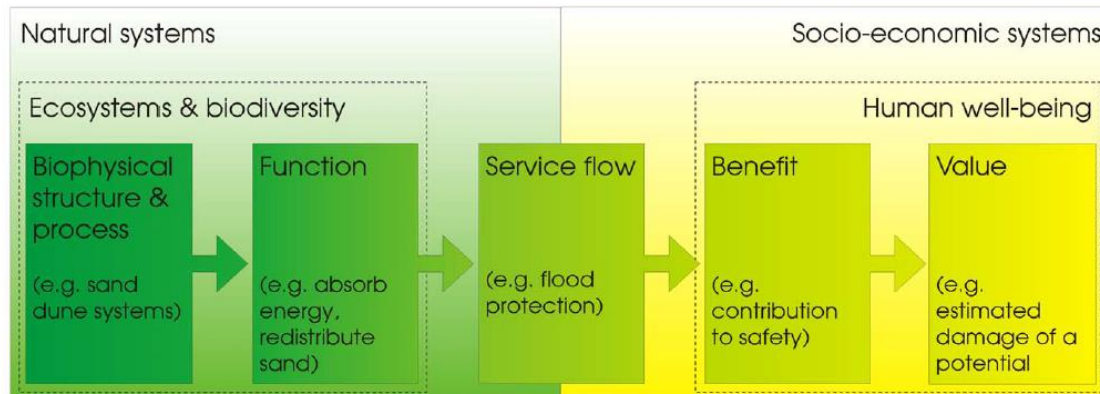 Natural systems
Socio-economic systems
Ecosystems & biodiversity
Human well-being
Biophysical
structure &
process
(e.g. sand
dune systems)
Function
(e.g. absorb
energy,
redistribute
sand)
Service flow
(e.g. flood
protection)
Benefit
(e.g.
contribution
to safety)
Value
(e.g.
estimated
damage of a
potential